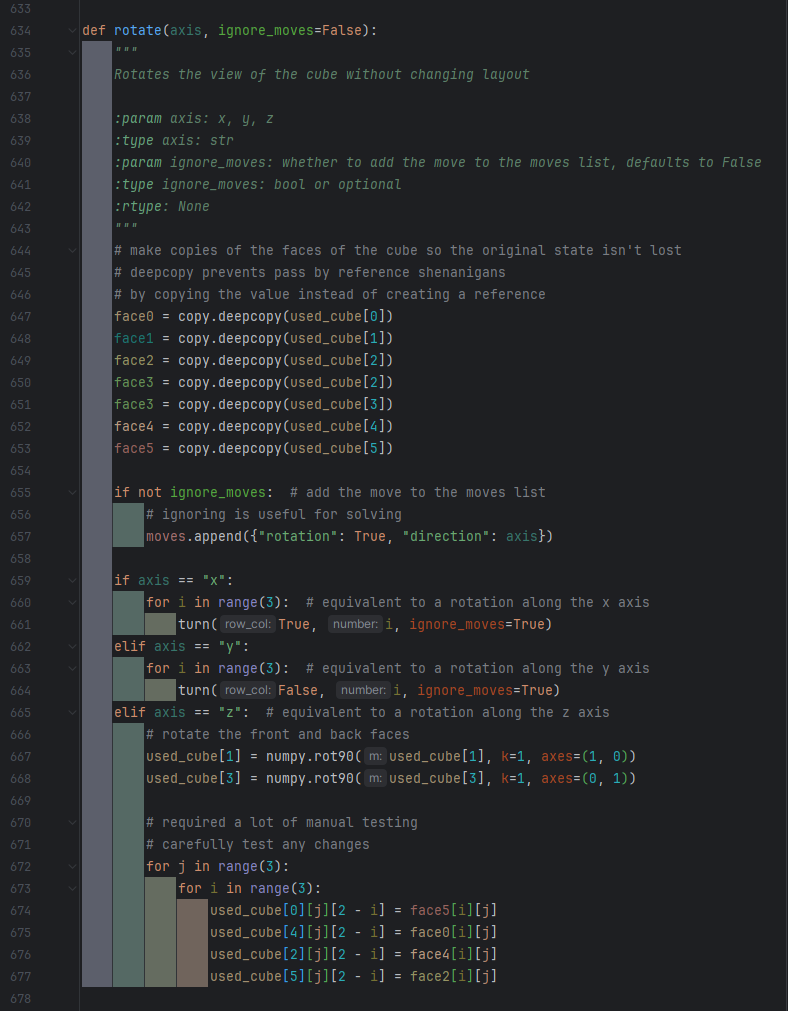 633
634 def rotate(axis, ignore_moves=False):
635     """
636     Rotates the view of the cube without changing layout
637
638     :param axis: x, y, z
639     :type axis: str
640     :param ignore_moves: whether to add the move to the moves list, defaults to False
641     :type ignore_moves: bool or optional
642     :rtype: None
643     """
644     # make copies of the faces of the cube so the original state isn't lost
645     # deepcopy prevents pass by reference shenanigans
646     # by copying the value instead of creating a reference
647     face0 = copy.deepcopy(used_cube[0])
648     face1 = copy.deepcopy(used_cube[1])
649     face2 = copy.deepcopy(used_cube[2])
650     face3 = copy.deepcopy(used_cube[2])
651     face3 = copy.deepcopy(used_cube[3])
652     face4 = copy.deepcopy(used_cube[4])
653     face5 = copy.deepcopy(used_cube[5])
654
655     if not ignore_moves:  # add the move to the moves list
656         # ignoring is useful for solving
657         moves.append({"rotation": True, "direction": axis})
658
659     if axis == "x":
660         for i in range(3):  # equivalent to a rotation along the x axis
661             turn( row_col: True,  number: i, ignore_moves=True)
662     elif axis == "y":
663         for i in range(3):  # equivalent to a rotation along the y axis
664             turn( row_col: False,  number: i, ignore_moves=True)
665     elif axis == "z":  # equivalent to a rotation along the z axis
666         # rotate the front and back faces
667         used_cube[1] = numpy.rot90( m: used_cube[1], k=1, axes=(1, 0))
668         used_cube[3] = numpy.rot90( m: used_cube[3], k=1, axes=(0, 1))
669
670         # required a lot of manual testing
671         # carefully test any changes
672         for j in range(3):
673             for i in range(3):
674                 used_cube[0][j][2 - i] = face5[i][j]
675                 used_cube[4][j][2 - i] = face0[i][j]
676                 used_cube[2][j][2 - i] = face4[i][j]
677                 used_cube[5][j][2 - i] = face2[i][j]
678